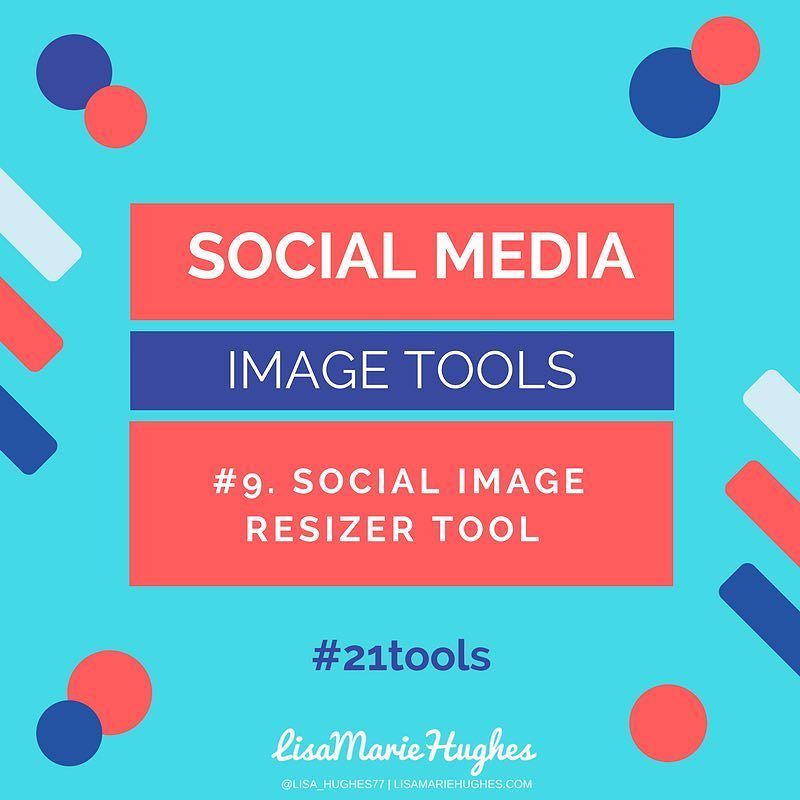 SOCIAL MEDIA
IMAGE TOOLS
#9. SOCIAL IMAGE
RESIZER TOOL
#21tools
LisaMarieHughes
@LISA_HUGHES77 | LISAMARIEHUGHES.COM